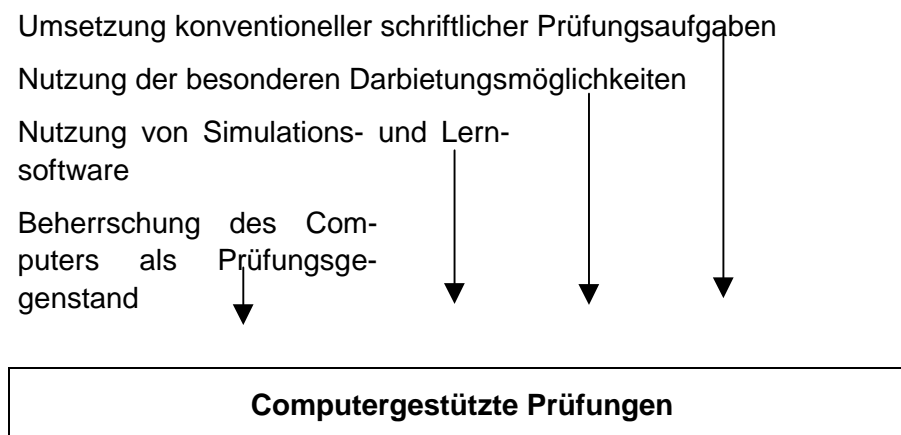 Umsetzung konventioneller schriftlicher Prüfungsaufgaben
Nutzung der besonderen Darbietungsmöglichkeiten
Nutzung von Simulations- und Lern-
software
Beherrschung des Com-
puters als Prüfungsge-
genstand
Computergestützte Prüfungen